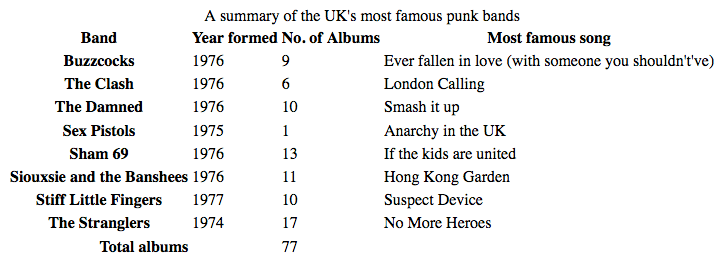 A summary of the UK's most famous punk bands
Band Year formed No. of Albums Most famous song
Buzzcocks 1976 9 Ever fallen in love (with someone you shouldn't've)
The Clash 1976 6 London Calling
The Damned 1976 10 Smash it up
Sex Pistols 1975 1 Anarchy in the UK
Sham 69 1976 13 If the kids are united
Siouxsie and the Banshees 1976 11 Hong Kong Garden
Stiff Little Fingers 1977 10 Suspect Device
The Stranglers 1974 17 No More Heroes
Total albums 77